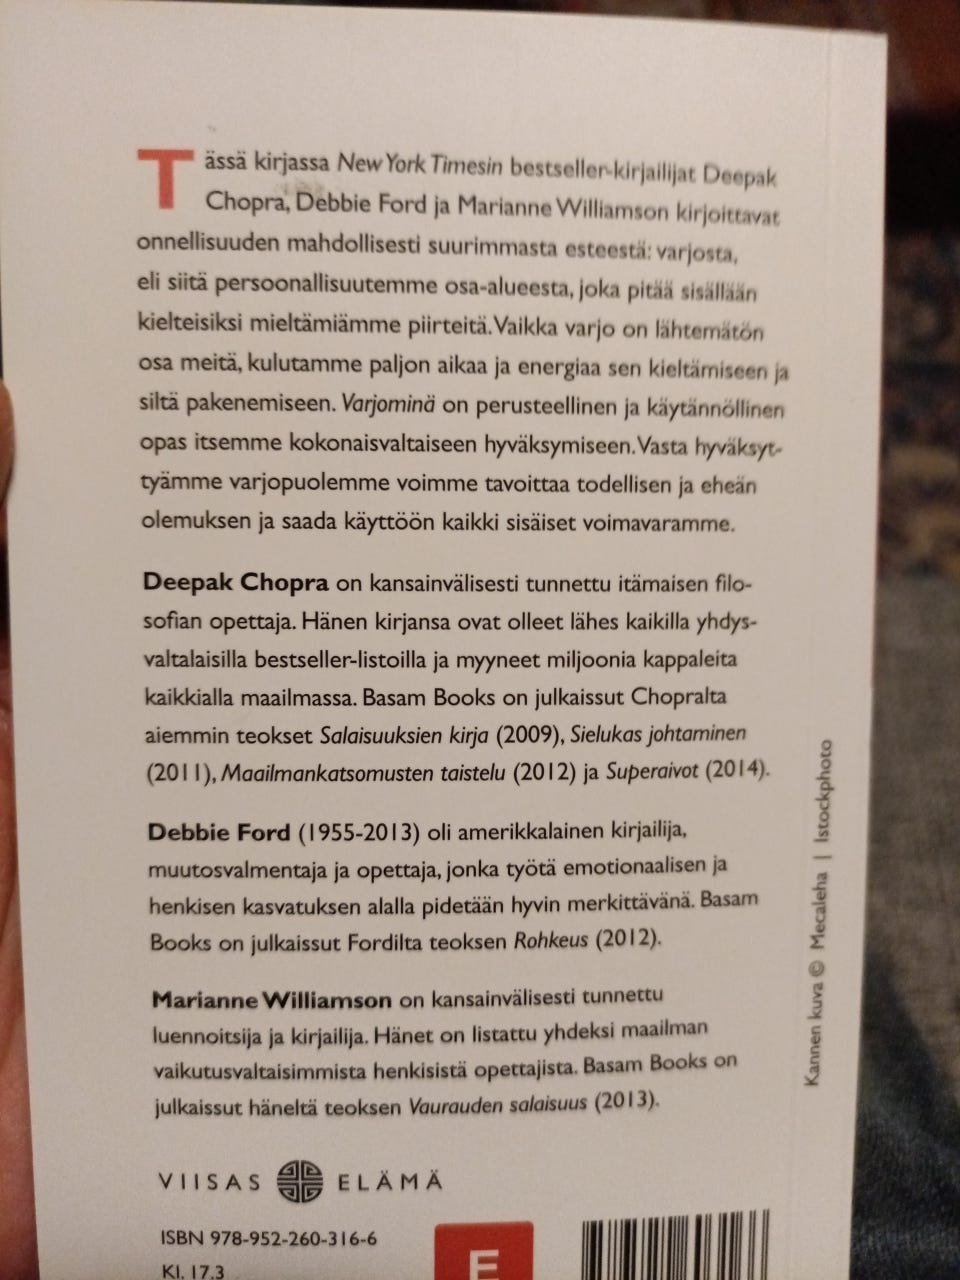 Tässä kirjassa New York Timesin bestseller-kirjailijat Deepak
Chopra, Debbie Ford ja Marianne Williamson kirjoittavat
onnellisuuden mahdollisesti suurimmasta esteestä: varjosta,
eli siitä persoonallisuutemme osa-alueesta, joka pitää sisällään
kielteisiksi mieltämiämme piirteitä. Vaikka varjo on lähtemätön
osa meitä, kulutamme paljon aikaa ja energiaa sen kieltämiseen ja
siltä pakenemiseen. Varjominä on perusteellinen ja käytännöllinen
opas itsemme kokonaisvaltaiseen hyväksymiseen. Vasta hyväksyt-
tyämme varjopuolemme voimme tavoittaa todellisen ja eheän
olemuksen ja saada käyttöön kaikki sisäiset voimavaramme.
Deepak Chopra on kansainvälisesti tunnettu itämaisen filo-
sofian opettaja. Hänen kirjansa ovat olleet lähes kaikilla yhdys-
valtalaisilla bestseller-listoilla ja myyneet miljoonia kappaleita
kaikkialla maailmassa. Basam Books on julkaissut Chopralta
aiemmin teokset Salaisuuksien kirja (2009), Sielukas johtaminen
(2011), Maailmankatsomusten taistelu (2012) ja Superaivot (2014).
Debbie Ford (1955-2013) oli amerikkalainen kirjailija,
muutosvalmentaja ja opettaja, jonka työtä emotionaalisen ja
henkisen kasvatuksen alalla pidetään hyvin merkittävänä. Basam
Books on julkaissut Fordilta teoksen Rohkeus (2012).
Marianne Williamson on kansainvälisesti tunnettu
luennoitsija ja kirjailija. Hänet on listattu yhdeksi maailman
vaikutusvaltaisimmista henkisistä opettajista. Basam Books on
julkaissut häneltä teoksen Vaurauden salaisuus (2013).
Kannen kuva © Mecaleha | Istockphoto
VIISAS ELÄMÄ
ISBN 978-952-260-316-6
Kl. 17.3
E